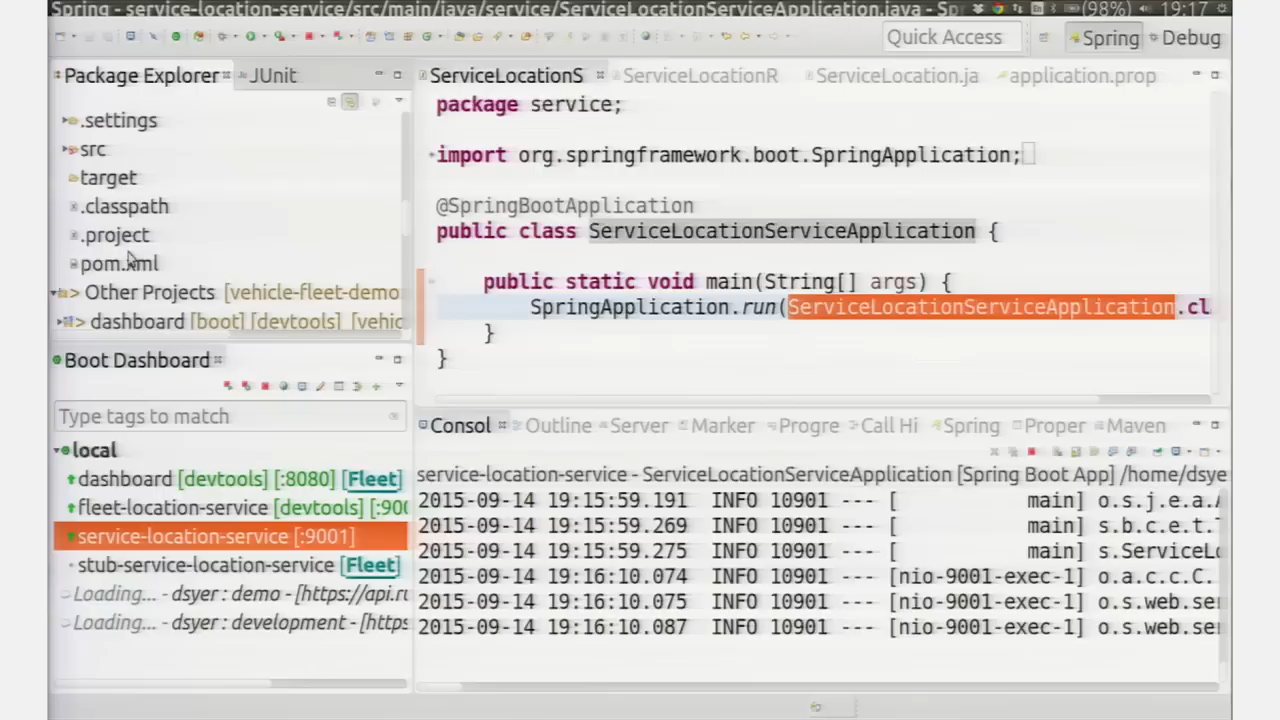 Spring - service-location-service/src/main/java/service/ServiceLocationServiceApplication.java - Sp
(98%) 19:17
Quick Access
Spring Debug
Package Explorer JUnit
.settings
src
target
.classpath
.project
pom.xml
> Other Projects [vehicle-fleet-demo
> dashboard [boot] [devtools] [vehic
Boot Dashboard
Type tags to match
local
dashboard [devtools] [:8080] [Fleet]
fleet-location-service [devtools] [:900
service-location-service [:9001]
stub-service-location-service [Fleet]
Loading... - dsyer : demo - [https://api.ru
Loading... - dsyer : development - [https
ServiceLocationS ServiceLocationR ServiceLocation.ja application.prop
package service;
import org.springframework.boot.SpringApplication;
@SpringBootApplication
public class ServiceLocationServiceApplication {
public static void main(String[] args) {
SpringApplication.run(ServiceLocationServiceApplication.cl
}
}
Consol Outline Server Marker Progre Call Hi Spring Proper Maven
service-location-service - ServiceLocationServiceApplication [Spring Boot App] /home/dsye
2015-09-14 19:15:59.191 INFO 10901 --- [ main] o.s.j.e.a.
2015-09-14 19:15:59.269 INFO 10901 --- [ main] s.b.c.e.t.
2015-09-14 19:15:59.275 INFO 10901 --- [ main] s.ServiceLo
2015-09-14 19:16:10.074 INFO 10901 --- [nio-9001-exec-1] o.a.c.c.C.
2015-09-14 19:16:10.075 INFO 10901 --- [nio-9001-exec-1] o.s.web.ser
2015-09-14 19:16:10.087 INFO 10901 --- [nio-9001-exec-1] o.s.web.ser